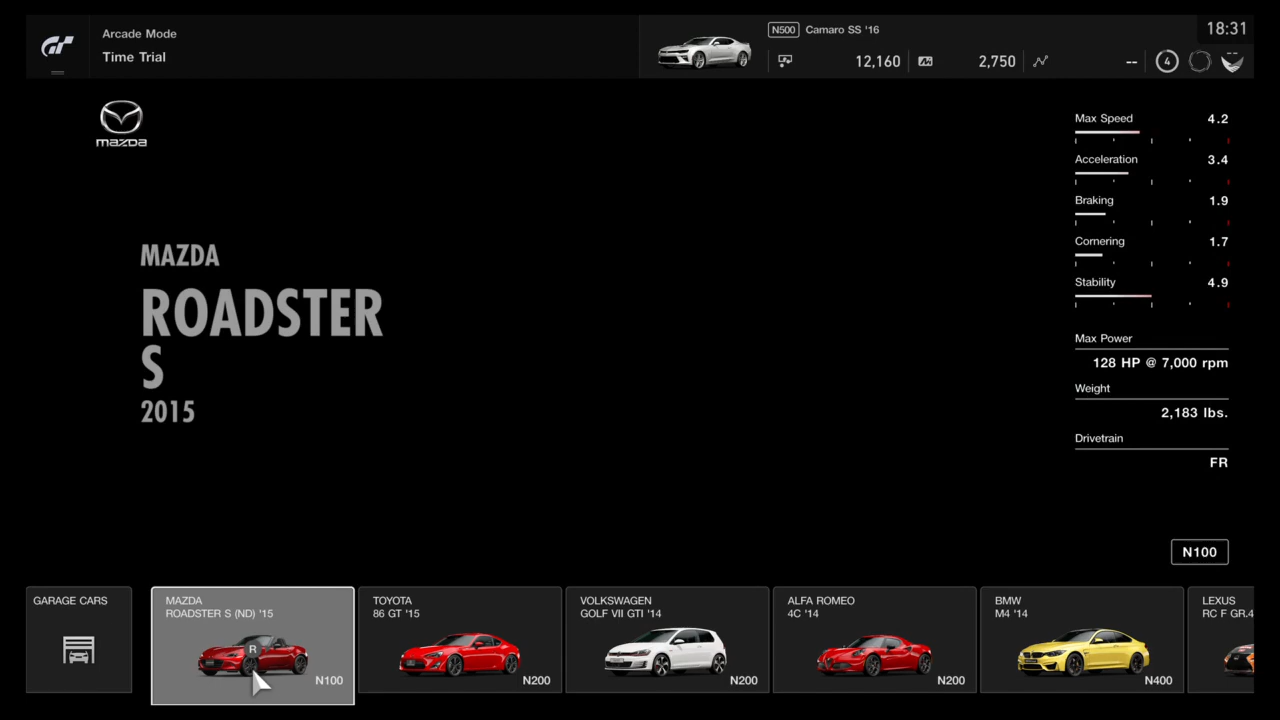 Arcade Mode
Time Trial
N500 Camaro SS '16
12,160
2,750
--
4
18:31
mazda
MAZDA
ROADSTER
S
2015
Max Speed 4.2
Acceleration 3.4
Braking 1.9
Cornering 1.7
Stability 4.9
Max Power
128 HP @ 7,000 rpm
Weight
2,183 lbs.
Drivetrain
FR
N100
GARAGE CARS
MAZDA
ROADSTER S (ND) '15
R
N100
TOYOTA
86 GT '15
N200
VOLKSWAGEN
GOLF VII GTI '14
N200
ALFA ROMEO
4C '14
N200
BMW
M4 '14
N400
LEXUS
RC F GR.4